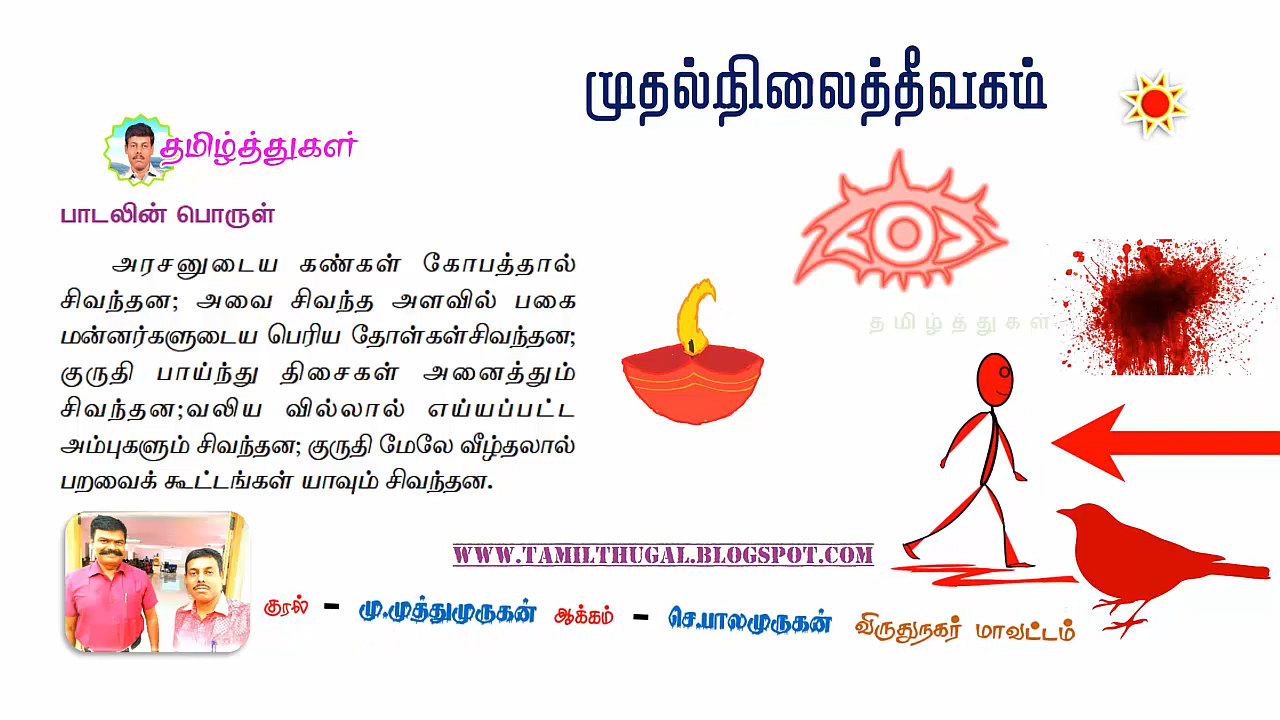 முதல்நிலைத்தீவகம்
தமிழ்த்துகள்
பாடலின் பொருள்
அரசனுடைய கண்கள் கோபத்தால்
சிவந்தன; அவை சிவந்த அளவில் பகை
மன்னர்களுடைய பெரிய தோள்கள்சிவந்தன;
குருதி பாய்ந்து திசைகள் அனைத்தும்
சிவந்தன;வலிய வில்லால் எய்யப்பட்ட
அம்புகளும் சிவந்தன; குருதி மேலே வீழ்தலால்
பறவைக் கூட்டங்கள் யாவும் சிவந்தன.
தமிழ்த்துகள்
WWW.TAMILTHUGAL.BLOGSPOT.COM
குரல் - மு.முத்துமுருகன் ஆக்கம் - செ.பாலமுருகன் விருதுநகர் மாவட்டம்